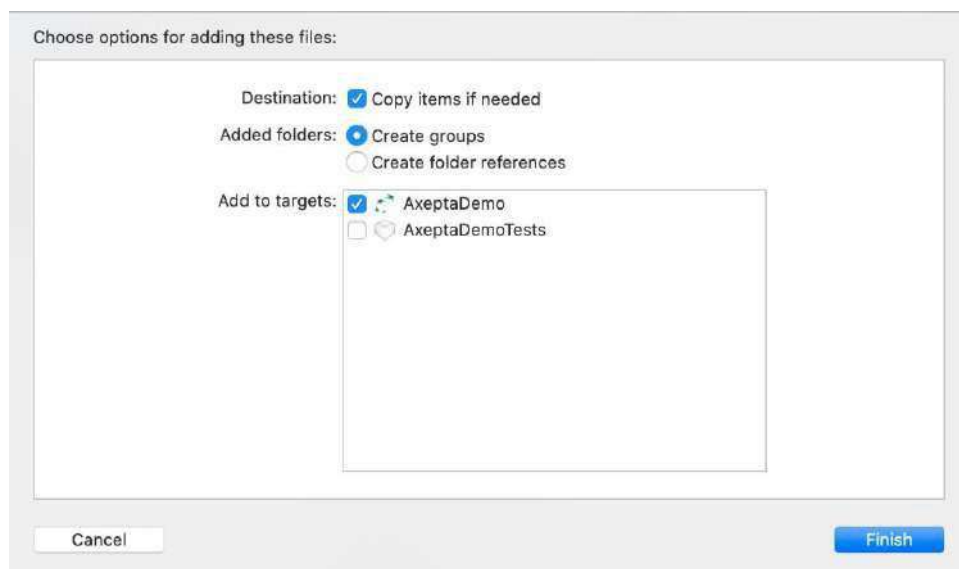 Choose options for adding these files:
Destination: Copy items if needed
Added folders: Create groups
Create folder references
Add to targets: AxeptaDemo
AxeptaDemoTests
Cancel
Finish